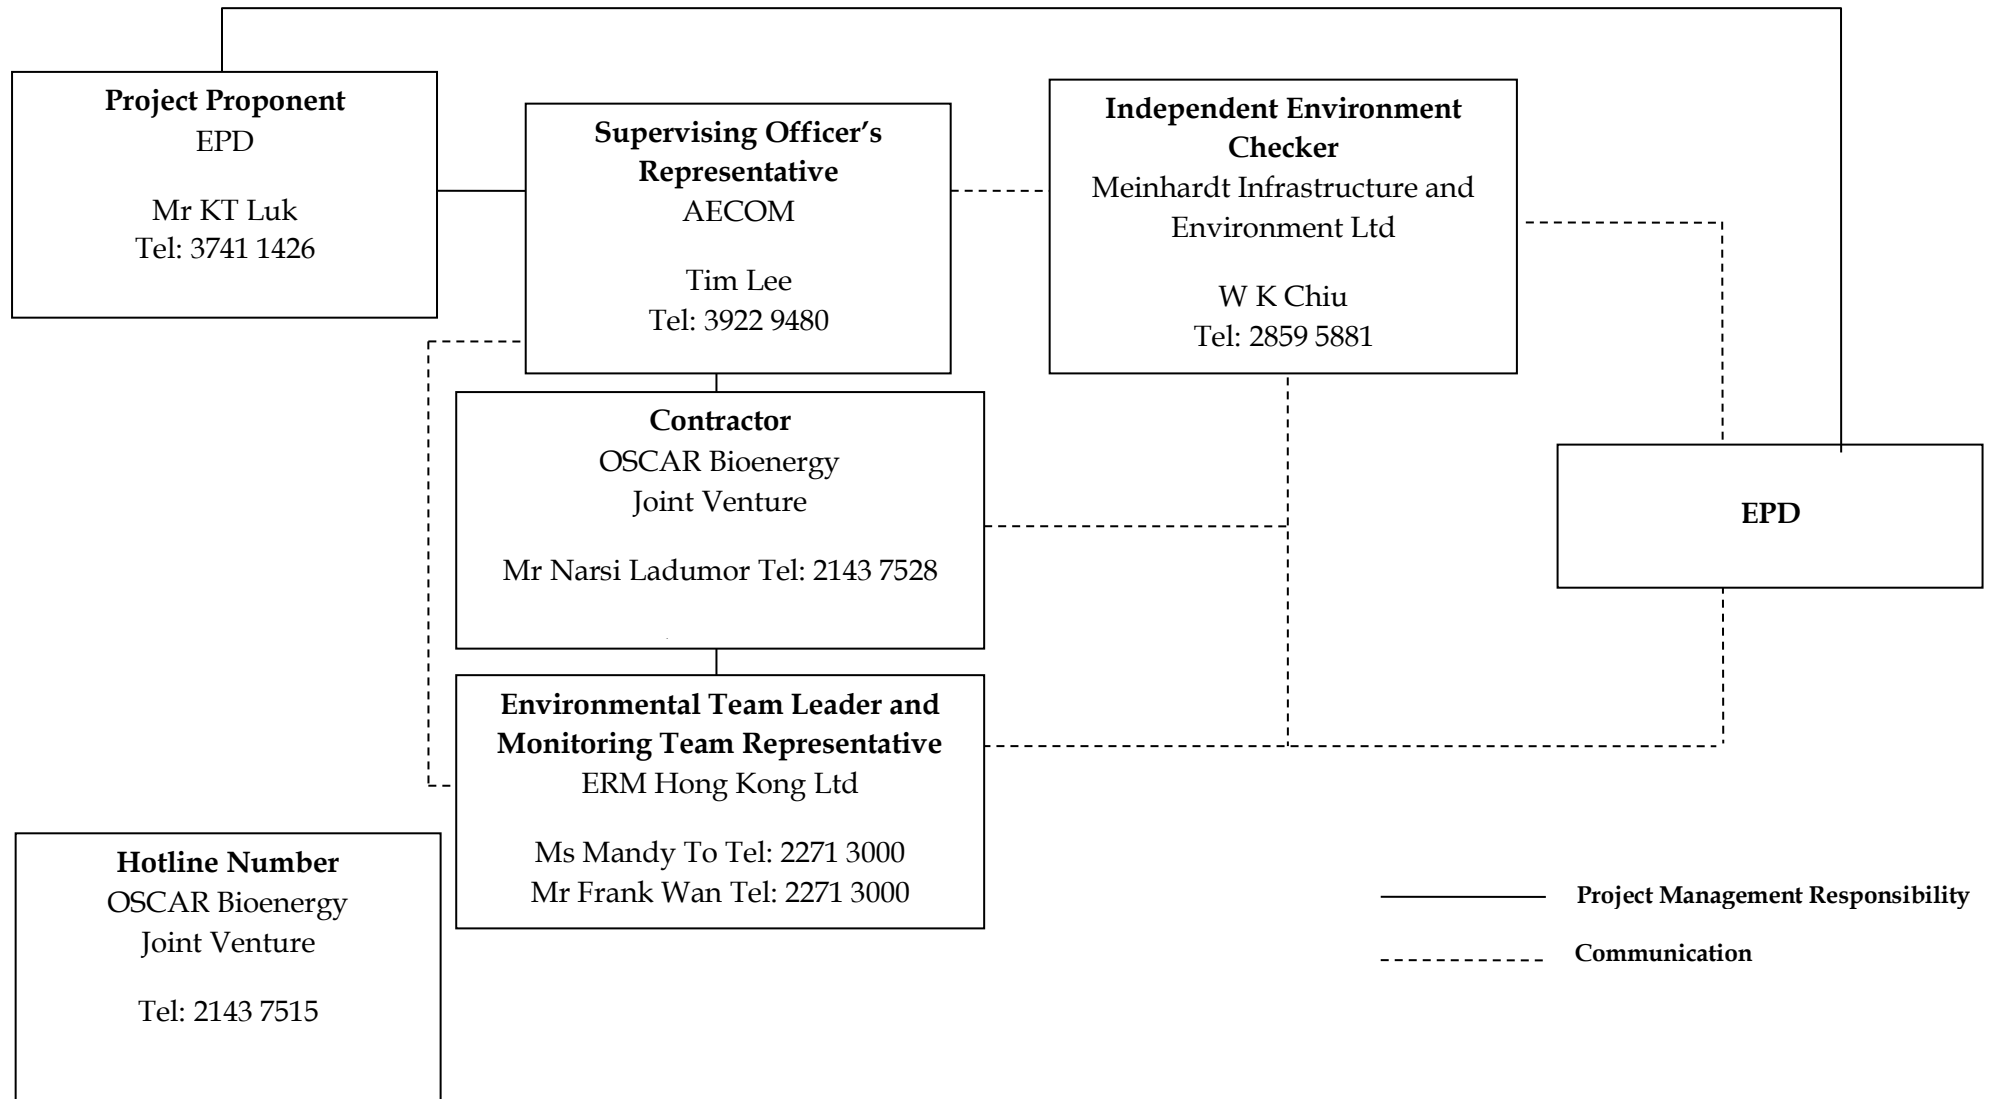 Project Proponent
EPD
Mr KT Luk
Tel: 3741 1426
Supervising Officer’s
Representative
AECOM
Tim Lee
Tel: 3922 9480
Independent Environment
Checker
Meinhardt Infrastructure and
Environment Ltd
W K Chiu
Tel: 2859 5881
Contractor
OSCAR Bioenergy
Joint Venture
Mr Narsi Ladumor Tel: 2143 7528
EPD
Environmental Team Leader and
Monitoring Team Representative
ERM Hong Kong Ltd
Ms Mandy To Tel: 2271 3000
Mr Frank Wan Tel: 2271 3000
Hotline Number
OSCAR Bioenergy
Joint Venture
Tel: 2143 7515
Project Management Responsibility
Communication